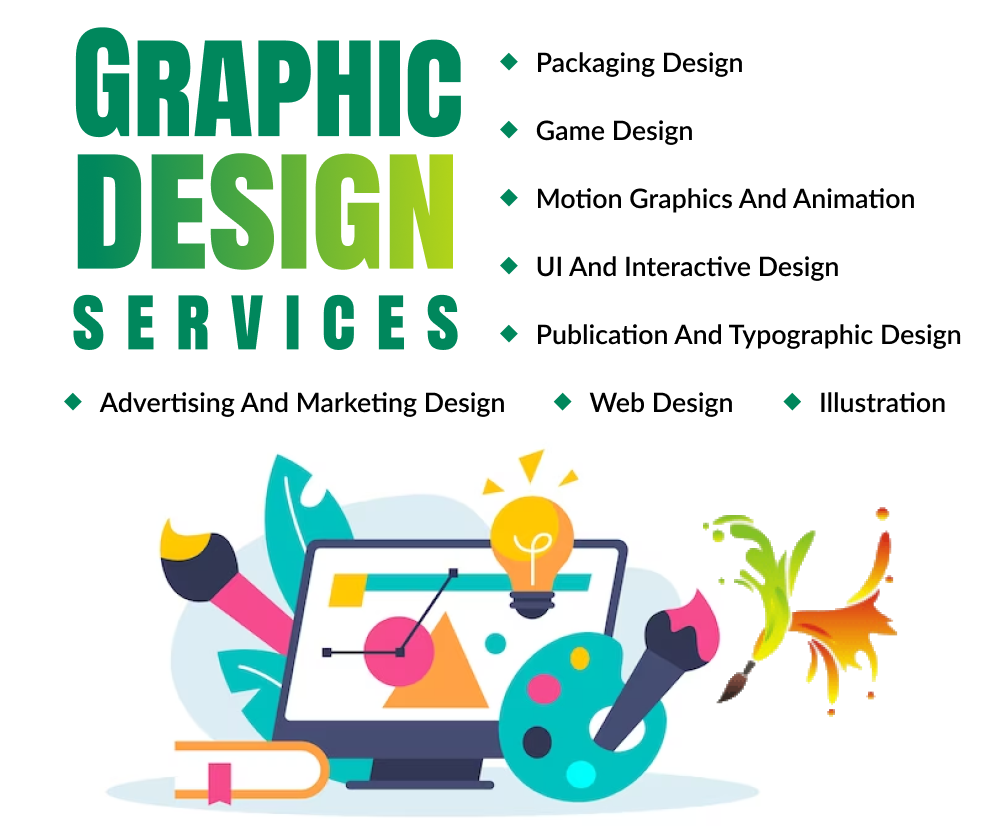 GRAPHIC
DESIGN
SERVICES
Packaging Design
Game Design
Motion Graphics And Animation
UI And Interactive Design
Publication And Typographic Design
Advertising And Marketing Design
Web Design
Illustration